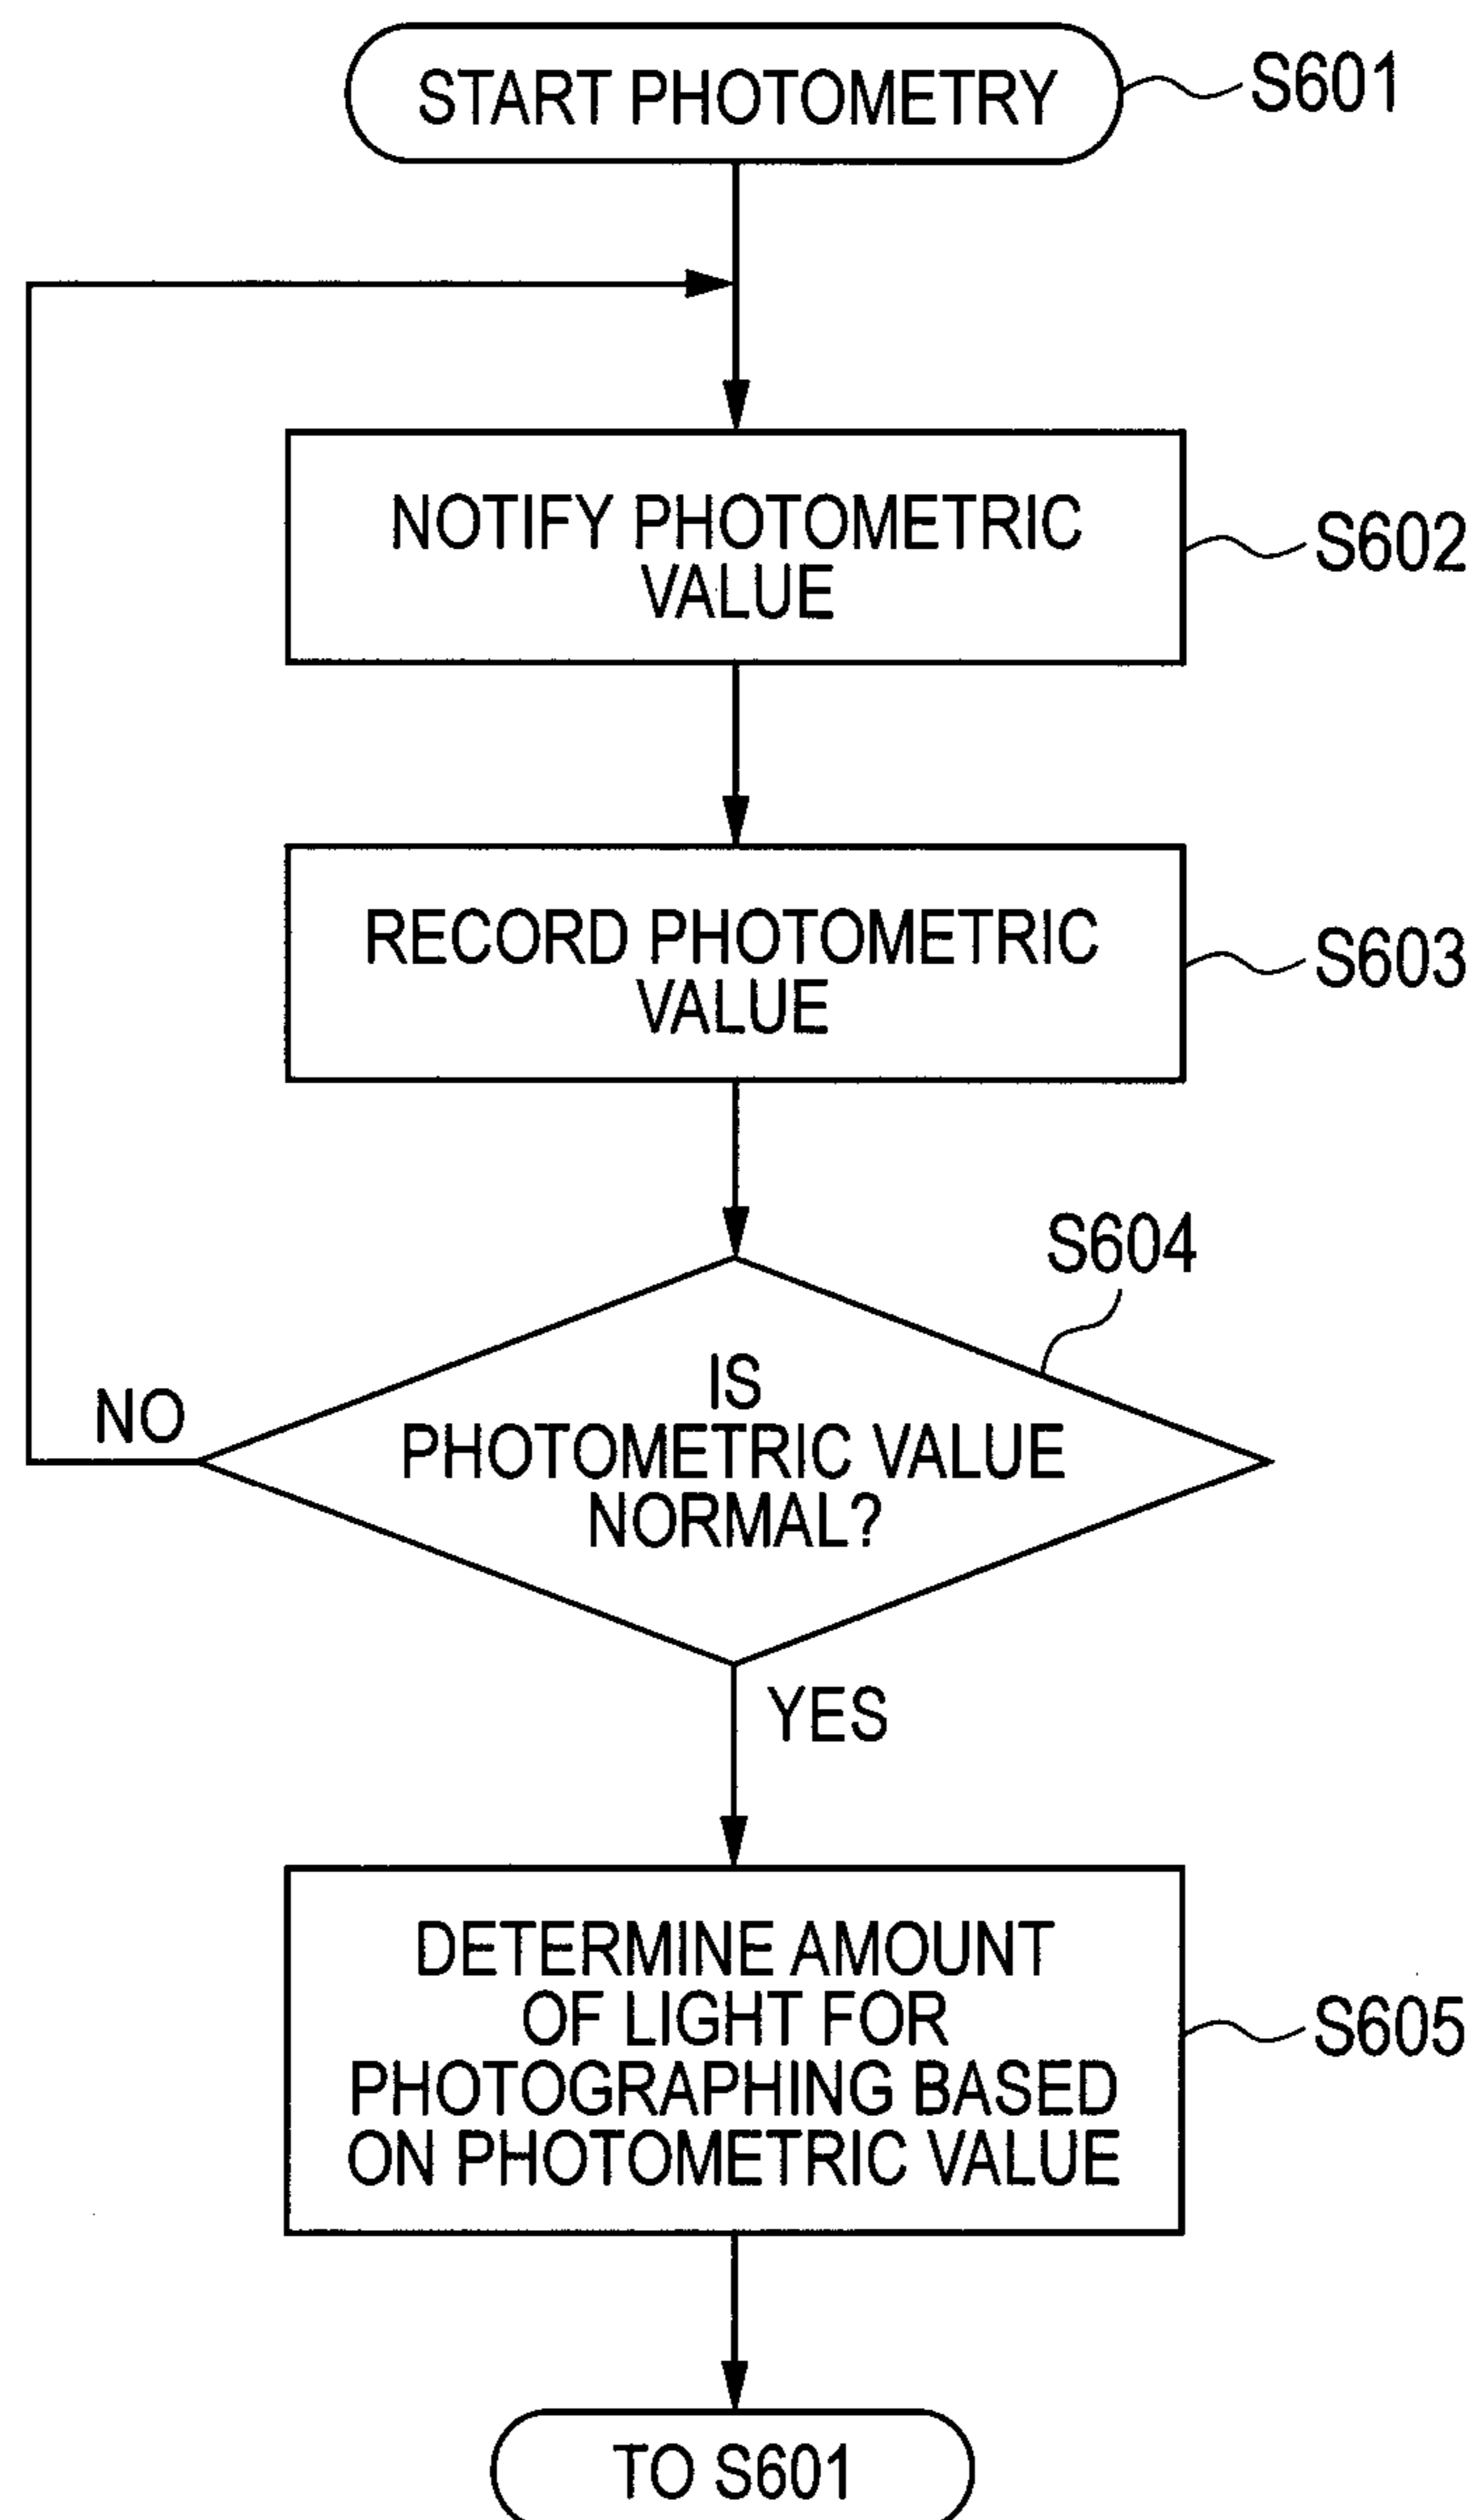 START PHOTOMETRY
S601
NOTIFY PHOTOMETRIC
VALUE
S602
RECORD PHOTOMETRIC
VALUE
S603
S604
IS
PHOTOMETRIC VALUE
NORMAL?
NO
YES
DETERMINE AMOUNT
OF LIGHT FOR
PHOTOGRAPHING BASED
ON PHOTOMETRIC VALUE
S605
TO S601